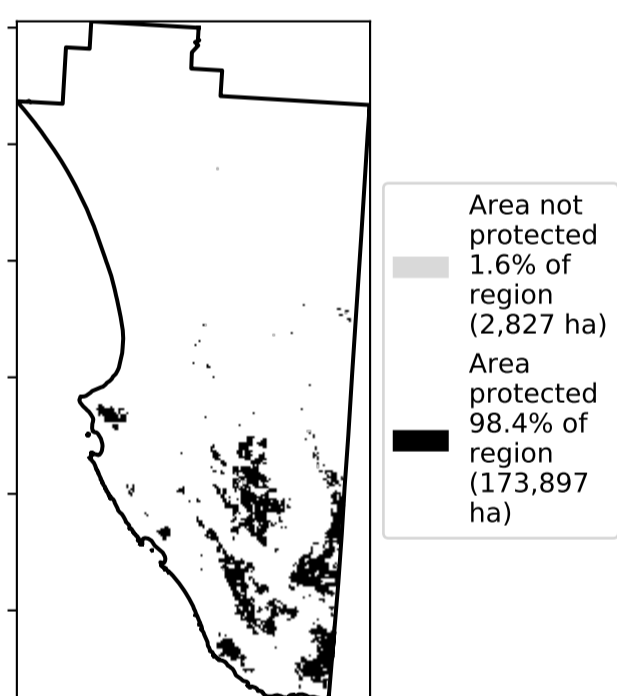 Area not
protected
1.6% of
region
(2,827 ha)
Area
protected
98.4% of
region
(173,897
ha)